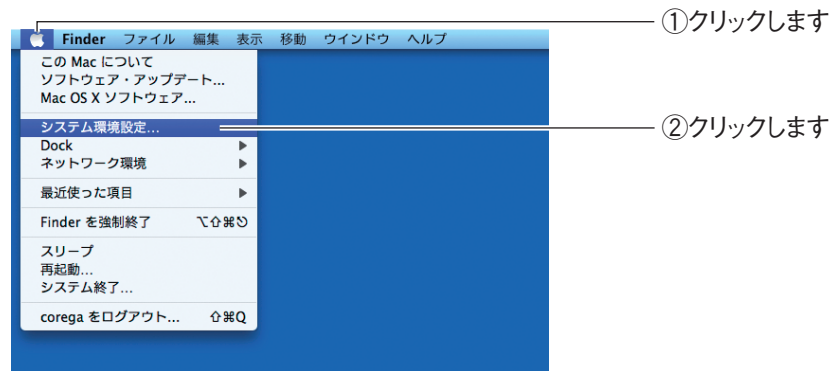 ①クリックします
Finder ファイル 編集 表示 移動 ウインドウ ヘルプ
この Mac について
ソフトウェア・アップデート...
Mac OS X ソフトウェア...
システム環境設定...
②クリックします
Dock ▶
ネットワーク環境 ▶
最近使った項目 ▶
Finder を強制終了 ⌥⇧⌘⎋
スリープ
再起動...
システム終了...
corega をログアウト... ⇧⌘Q